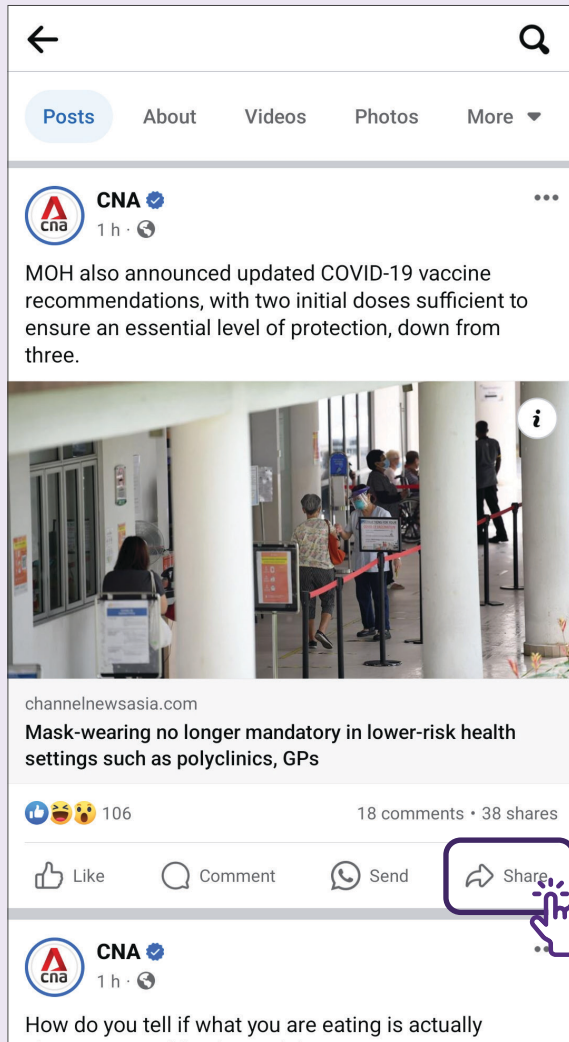 Posts About Videos Photos More
CNA
cna
1 h ·
MOH also announced updated COVID-19 vaccine
recommendations, with two initial doses sufficient to
ensure an essential level of protection, down from
three.
i
channelnewsasia.com
Mask-wearing no longer mandatory in lower-risk health
settings such as polyclinics, GPs
106 18 comments • 38 shares
Like Comment Send Share
CNA
cna
1 h ·
How do you tell if what you are eating is actually